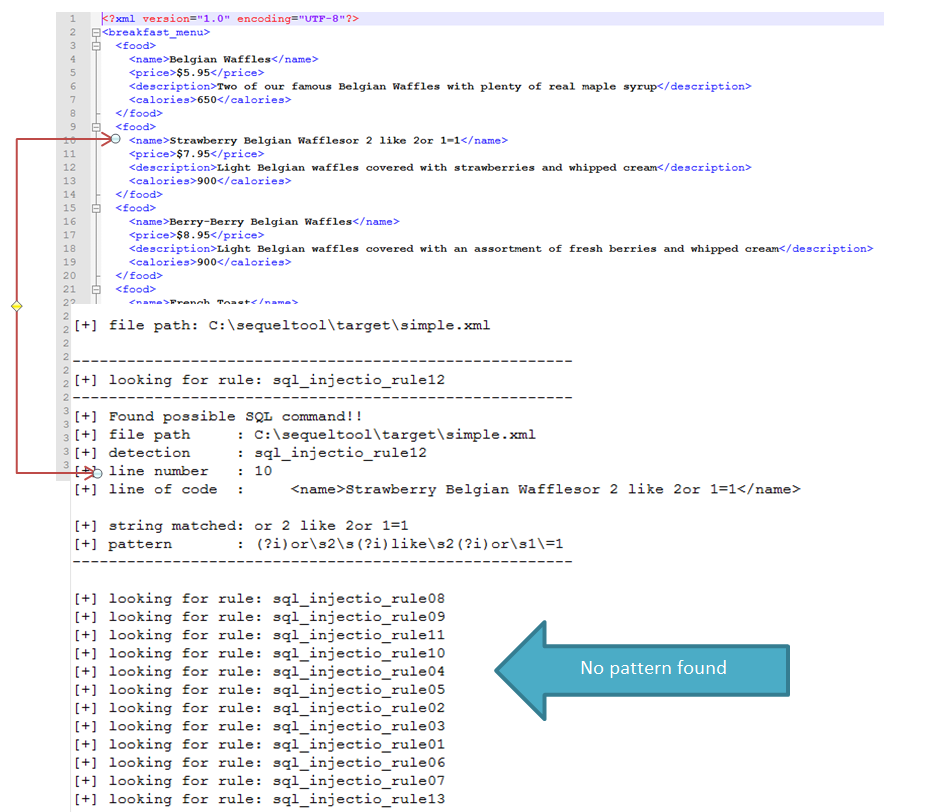 1 <?xml version="1.0" encoding="UTF-8"?>
2 <breakfast_menu>
3 <food>
4 <name>Belgian Waffles</name>
5 <price>$5.95</price>
6 <description>Two of our famous Belgian Waffles with plenty of real maple syrup</description>
7 <calories>650</calories>
8 </food>
9 <food>
10 <name>Strawberry Belgian Wafflesor 2 like 2or 1=1</name>
11 <price>$7.95</price>
12 <description>Light Belgian waffles covered with strawberries and whipped cream</description>
13 <calories>900</calories>
14 </food>
15 <food>
16 <name>Berry-Berry Belgian Waffles</name>
17 <price>$8.95</price>
18 <description>Light Belgian waffles covered with an assortment of fresh berries and whipped cream</description>
19 <calories>900</calories>
20 </food>
21 <food>
<name>French Toast</name>
[+] file path: C:\sequeltool\target\simple.xml
-------------------------------------------------------
[+] looking for rule: sql_injectio_rule12
-------------------------------------------------------
[+] Found possible SQL command!!
[+] file path : C:\sequeltool\target\simple.xml
[+] detection : sql_injectio_rule12
[+] line number : 10
[+] line of code : <name>Strawberry Belgian Wafflesor 2 like 2or 1=1</name>
[+] string matched: or 2 like 2or 1=1
[+] pattern : (?i)or\s2\s(?i)like\s2(?i)or\s1\=1
-------------------------------------------------------
[+] looking for rule: sql_injectio_rule08
[+] looking for rule: sql_injectio_rule09
[+] looking for rule: sql_injectio_rule11
[+] looking for rule: sql_injectio_rule10
[+] looking for rule: sql_injectio_rule04
[+] looking for rule: sql_injectio_rule05
[+] looking for rule: sql_injectio_rule02
[+] looking for rule: sql_injectio_rule03
[+] looking for rule: sql_injectio_rule01
[+] looking for rule: sql_injectio_rule06
[+] looking for rule: sql_injectio_rule07
[+] looking for rule: sql_injectio_rule13
No pattern found